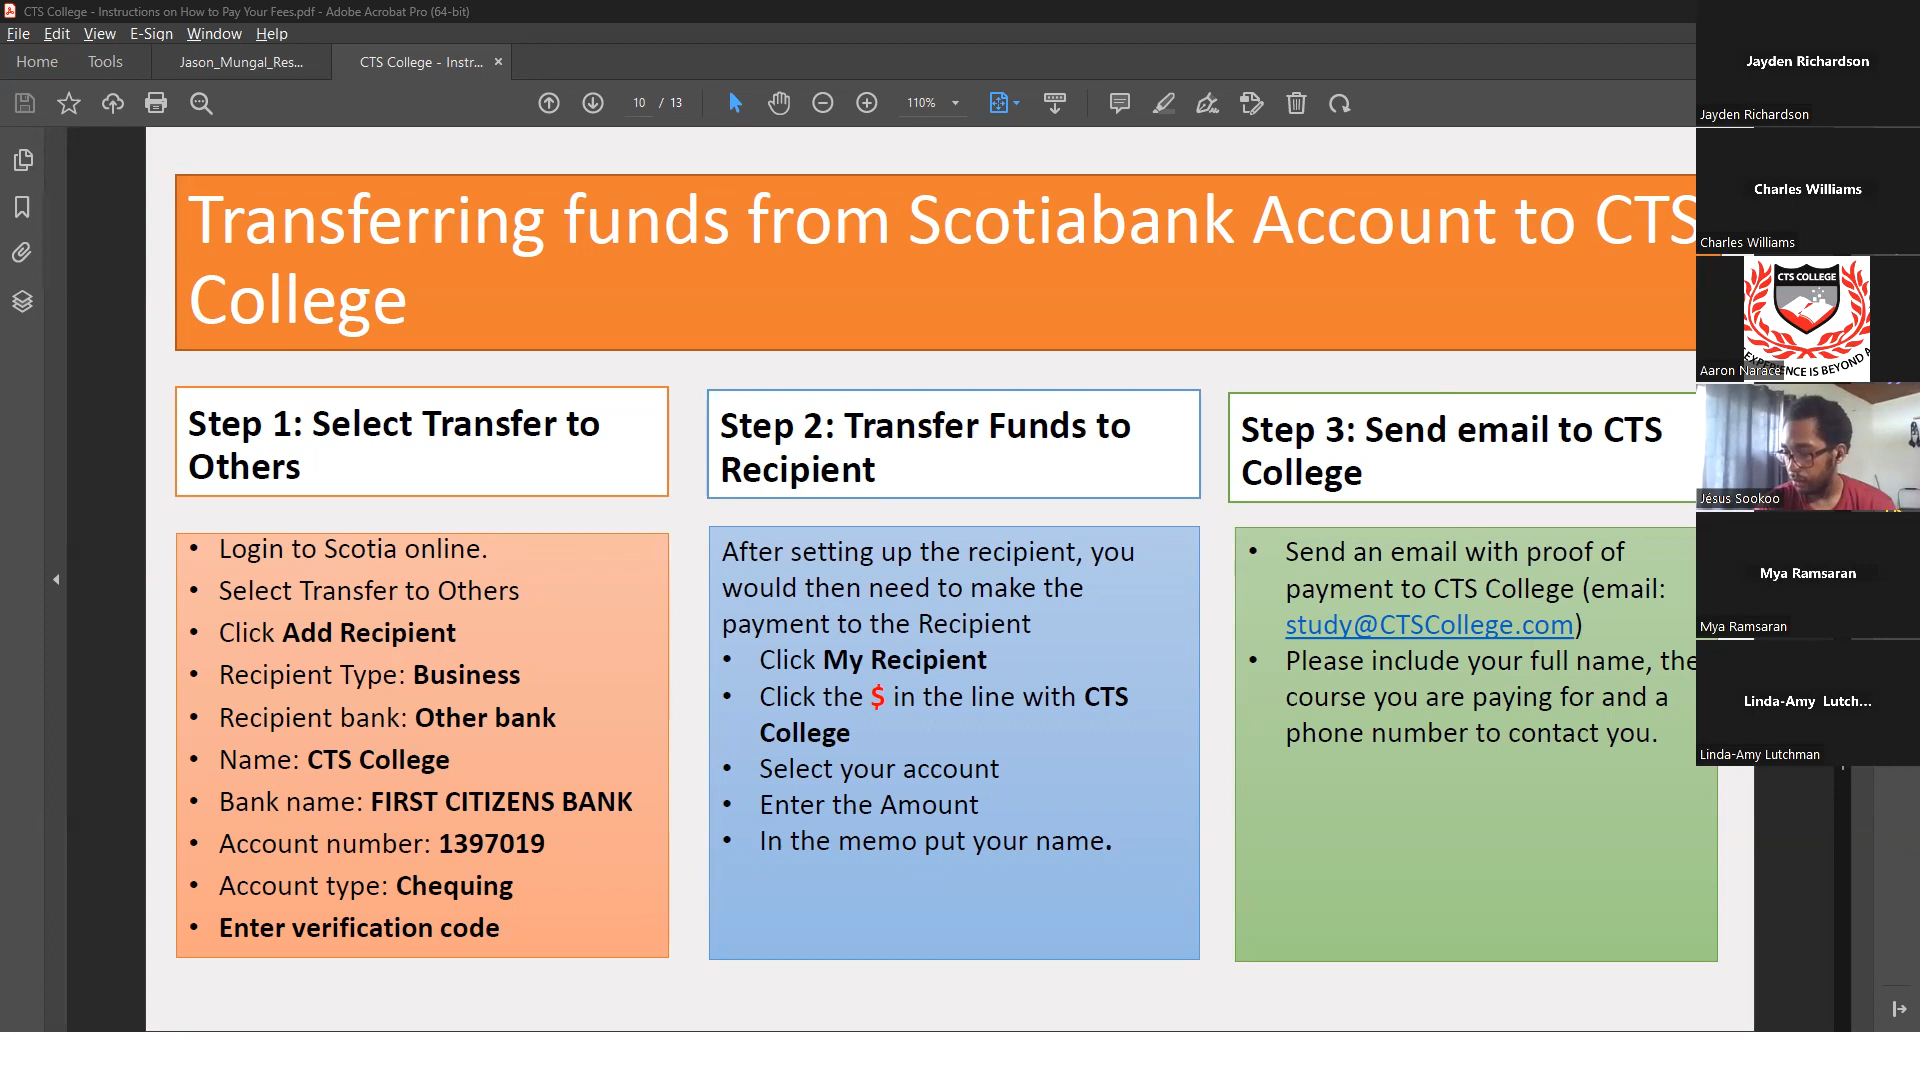 CTS College - Instructions on How to Pay Your Fees.pdf - Adobe Acrobat Pro (64-bit)
File Edit View E-Sign Window Help
Home Tools Jason_Mungal_Res... CTS College - Instr... ×
10 / 13 110%
Transferring funds from Scotiabank Account to CTS
College
Step 1: Select Transfer to
Others
• Login to Scotia online.
• Select Transfer to Others
• Click Add Recipient
• Recipient Type: Business
• Recipient bank: Other bank
• Name: CTS College
• Bank name: FIRST CITIZENS BANK
• Account number: 1397019
• Account type: Chequing
• Enter verification code
Step 2: Transfer Funds to
Recipient
After setting up the recipient, you
would then need to make the
payment to the Recipient
• Click My Recipient
• Click the $ in the line with CTS
College
• Select your account
• Enter the Amount
• In the memo put your name.
Step 3: Send email to CTS
College
• Send an email with proof of
payment to CTS College (email:
study@CTSCollege.com)
• Please include your full name, the
course you are paying for and a
phone number to contact you.
Jayden Richardson
Jayden Richardson
Charles Williams
Charles Williams
CTS COLLEGE
EXPERIENCE IS BEYOND A
Aaron Narace
Jésus Sookoo
Mya Ramsaran
Mya Ramsaran
Linda-Amy Lutch...
Linda-Amy Lutchman